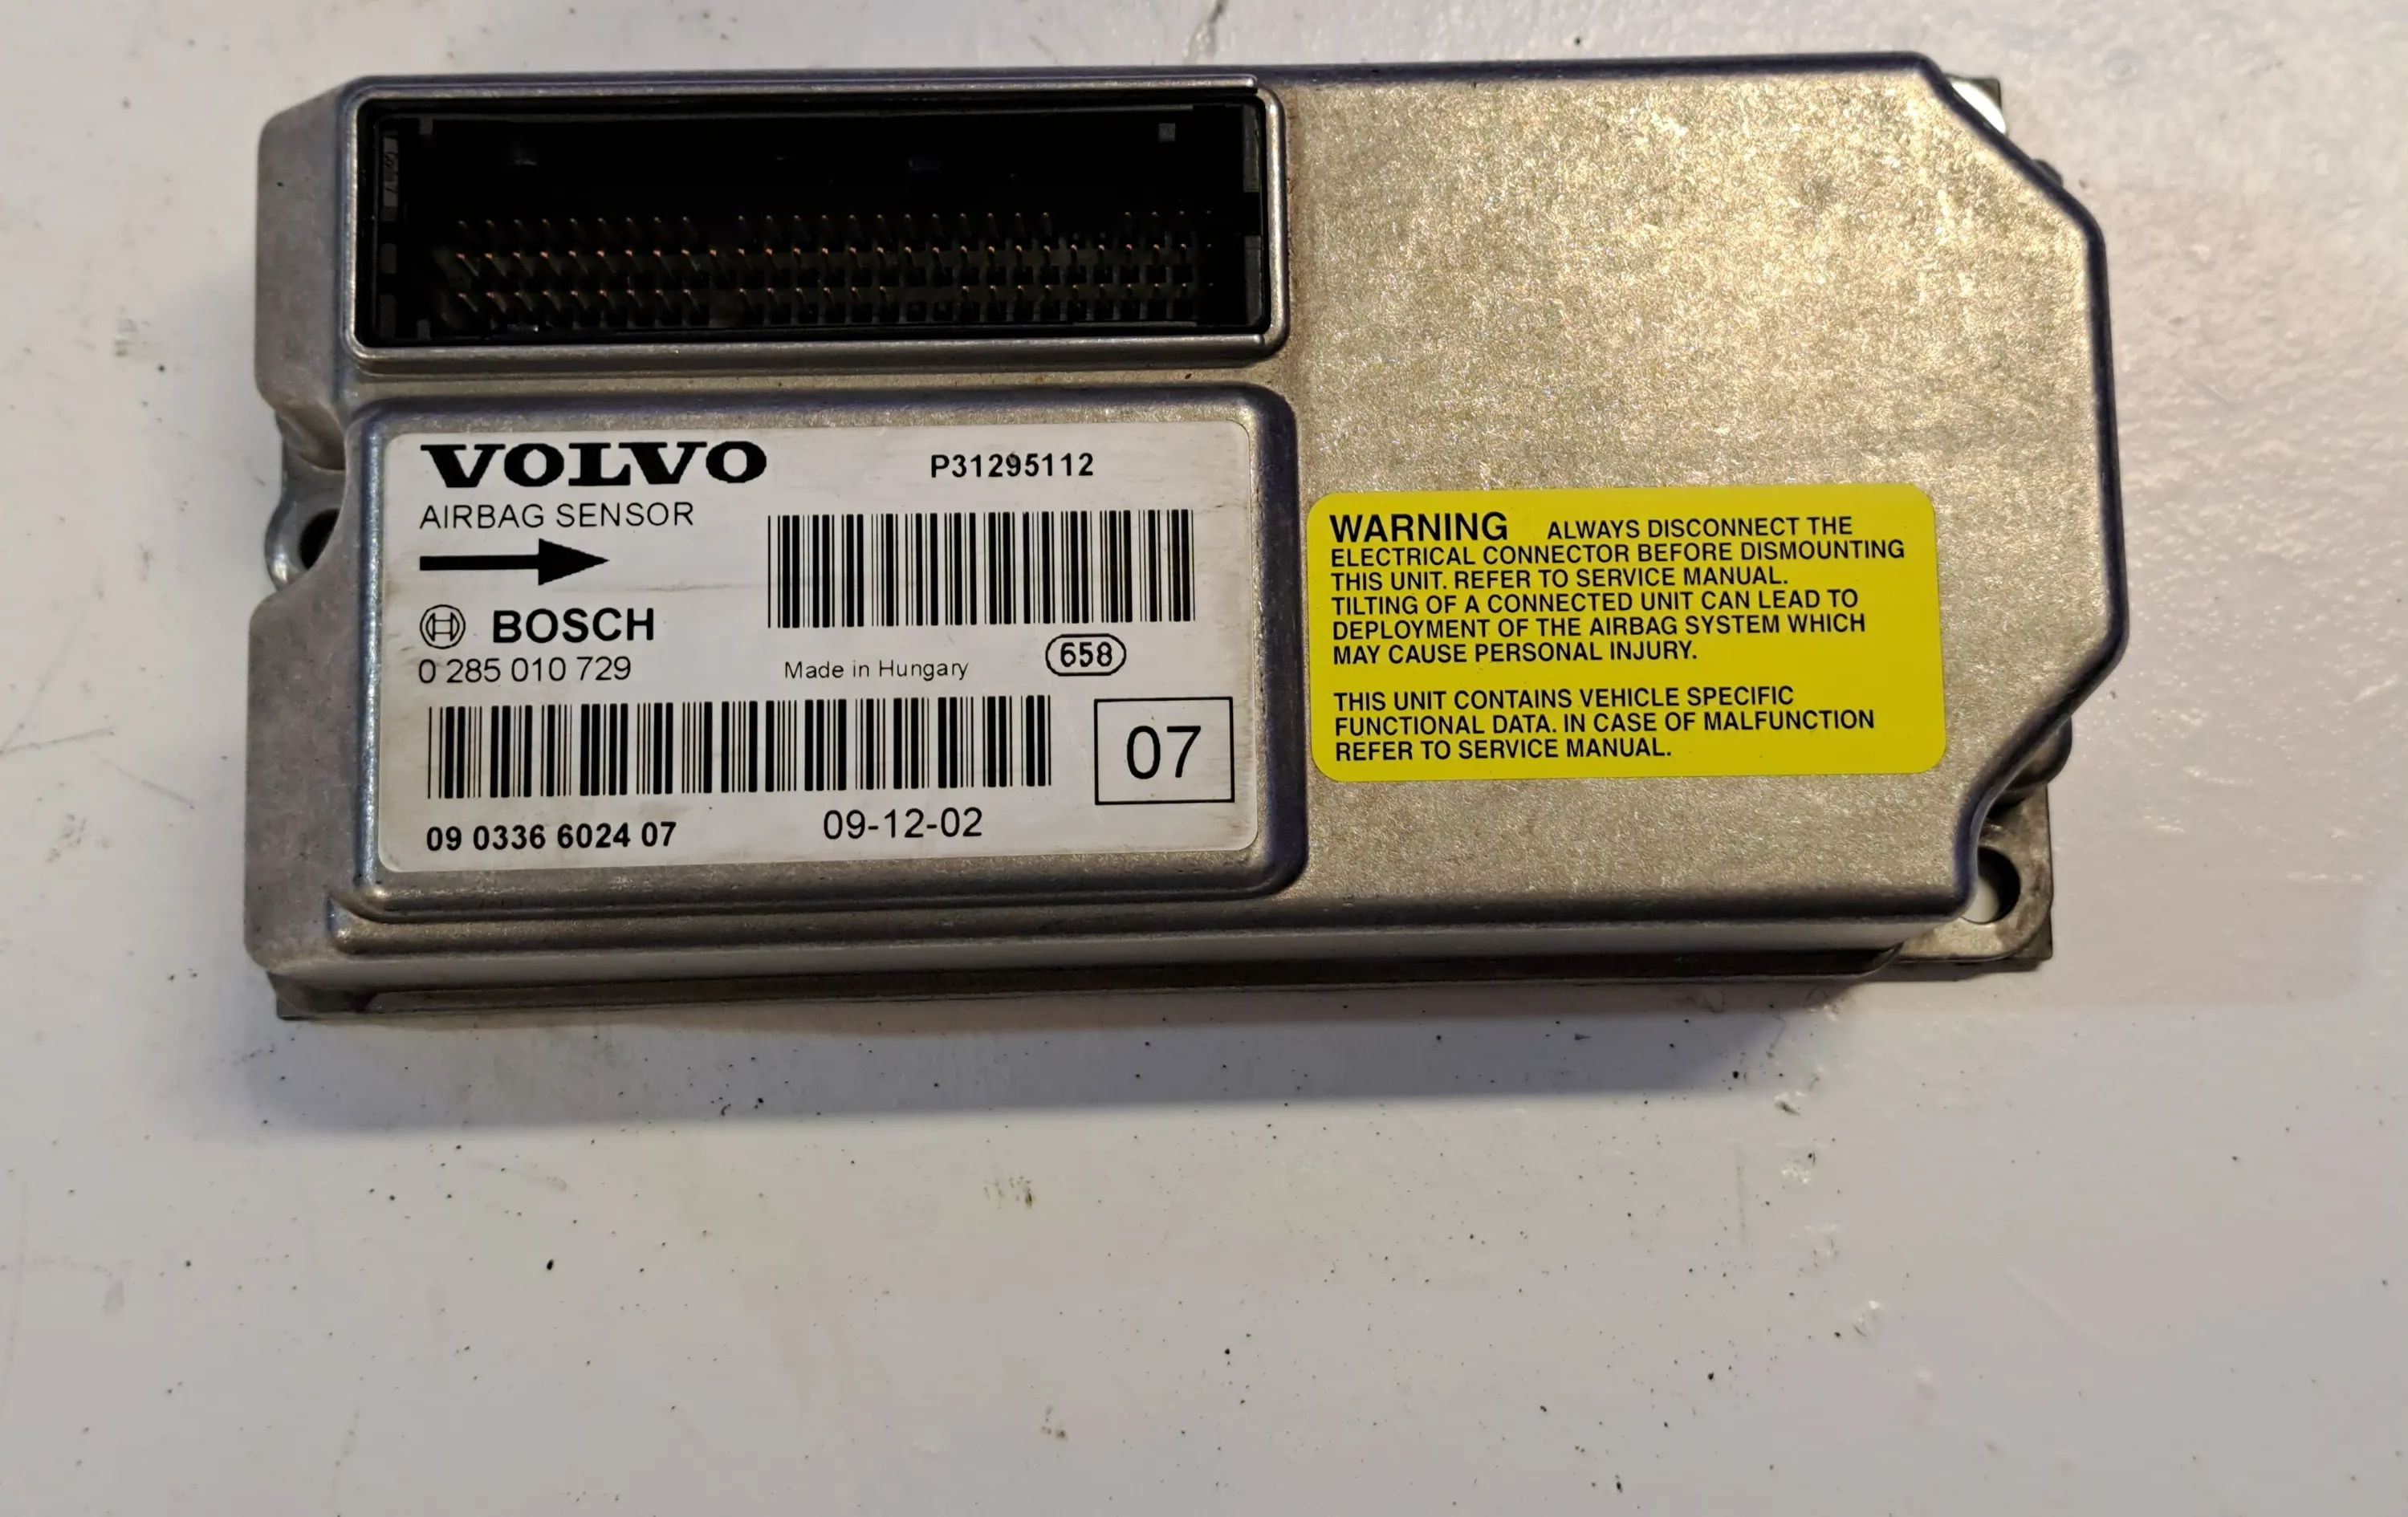 VOLVO
P31295112
AIRBAG SENSOR
BOSCH
0 285 010 729
Made in Hungary
658
07
09 0336 6024 07
09-12-02
WARNING ALWAYS DISCONNECT THE
ELECTRICAL CONNECTOR BEFORE DISMOUNTING
THIS UNIT. REFER TO SERVICE MANUAL.
TILTING OF A CONNECTED UNIT CAN LEAD TO
DEPLOYMENT OF THE AIRBAG SYSTEM WHICH
MAY CAUSE PERSONAL INJURY.
THIS UNIT CONTAINS VEHICLE SPECIFIC
FUNCTIONAL DATA. IN CASE OF MALFUNCTION
REFER TO SERVICE MANUAL.